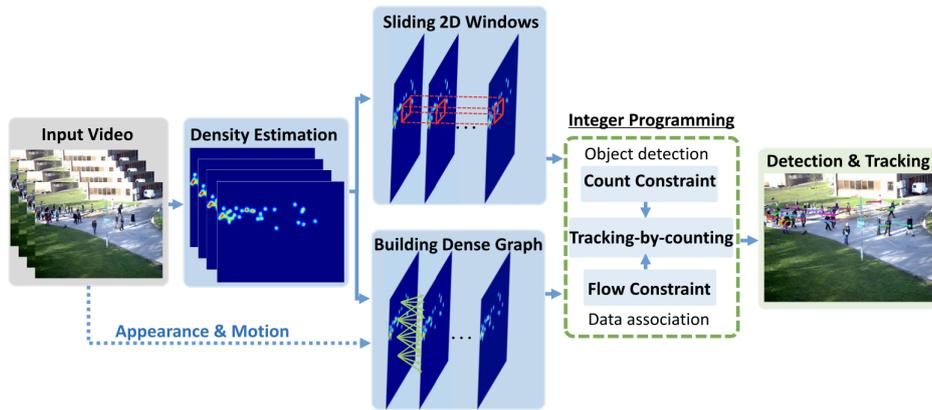 Sliding 2D Windows
...
Input Video
Density Estimation
Building Dense Graph
...
Appearance & Motion
Integer Programming
Object detection
Count Constraint
Tracking-by-counting
Flow Constraint
Data association
Detection & Tracking